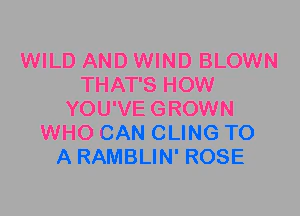 WILD AND WIND BLOWN
THAT'S HOW
YOU'VE GROWN
WHO CAN CLING TO
A RAMBLIN' ROSE